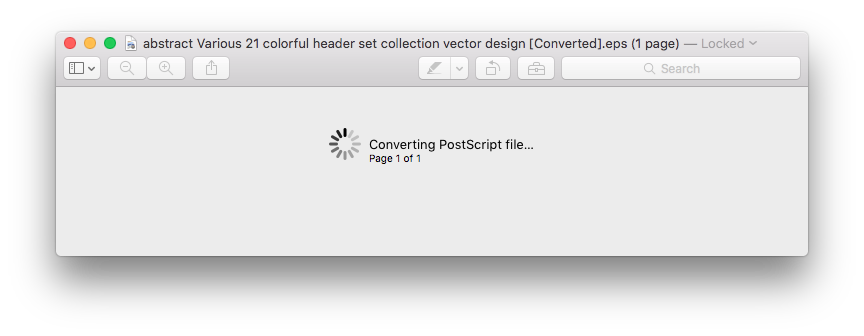 abstract Various 21 colorful header set collection vector design [Converted].eps (1 page) — Locked
Search
Converting PostScript file...
Page 1 of 1